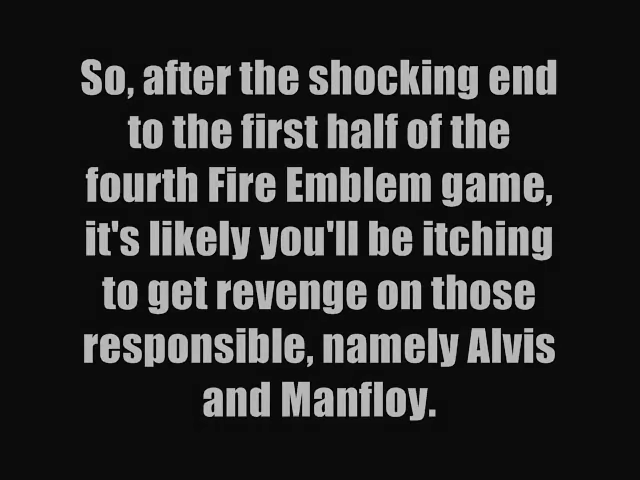 So, after the shocking end
to the first half of the
fourth Fire Emblem game,
it's likely you'll be itching
to get revenge on those
responsible, namely Alvis
and Manfloy.